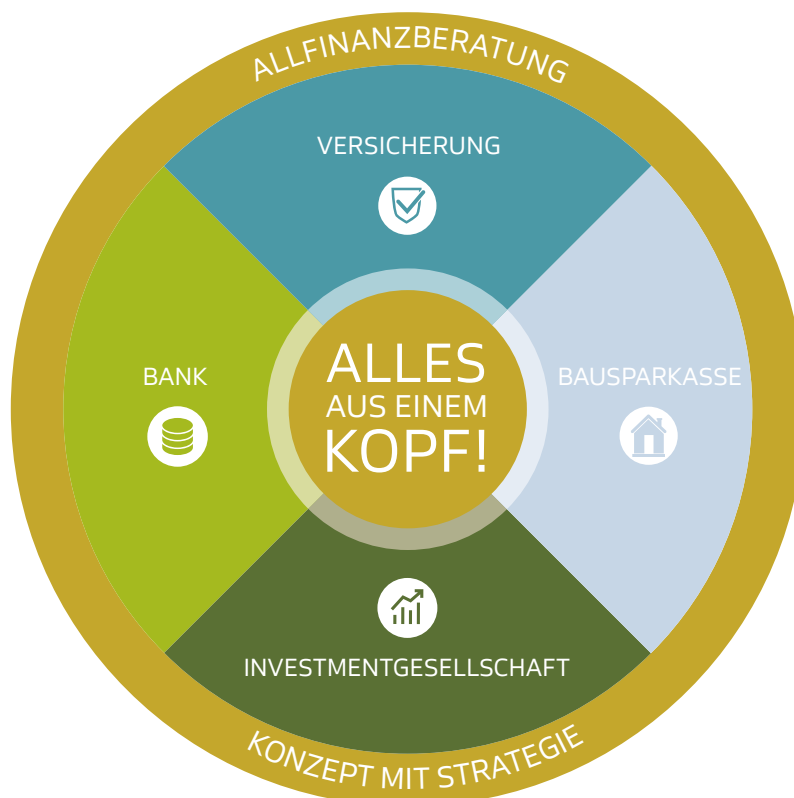 ALLFINANZBERATUNG
VERSICHERUNG
BANK
ALLES
AUS EINEM
KOPF!
BAUSPARKASSE
INVESTMENTGESELLSCHAFT
KONZEPT MIT STRATEGIE